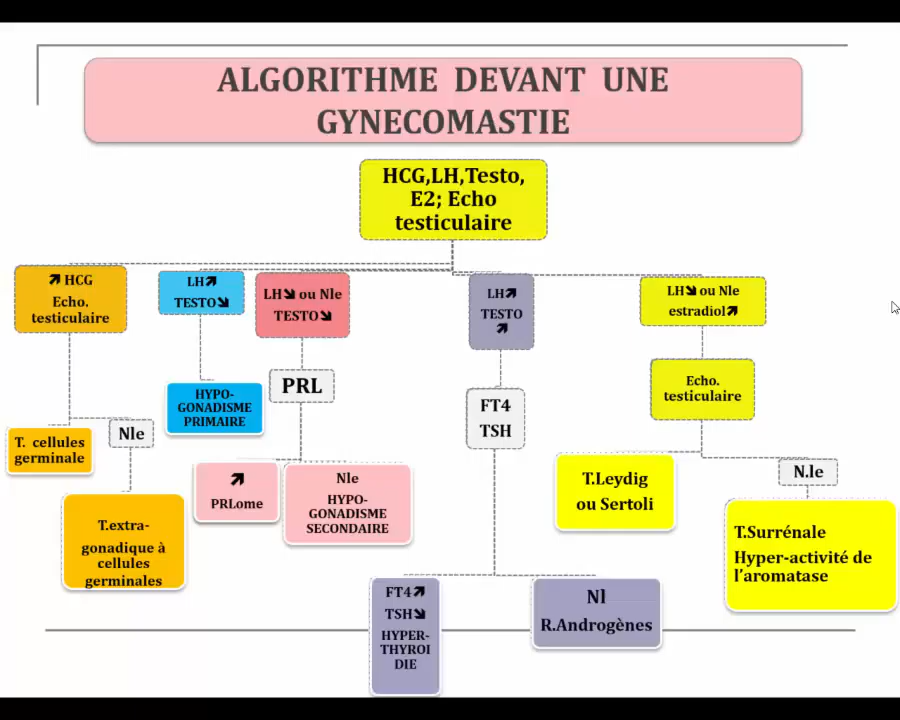 ALGORITHME DEVANT UNE
GYNECOMASTIE
HCG,LH,Testo,
E2; Echo
testiculaire
↗ HCG
Echo.
testiculaire
LH↗
TESTO↘
LH↘ ou Nle
TESTO↘
LH↗
TESTO
↗
LH↘ ou Nle
estradiol↗
HYPO-
GONADISME
PRIMAIRE
PRL
FT4
TSH
Echo.
testiculaire
T. cellules
germinale
Nle
T.extra-
gonadique à
cellules
germinales
↗
PRLome
Nle
HYPO-
GONADISME
SECONDAIRE
T.Leydig
ou Sertoli
N.le
T.Surrénale
Hyper-activité de
l'aromatase
FT4↗
TSH↘
HYPER-
THYROI
DIE
Nl
R.Androgènes